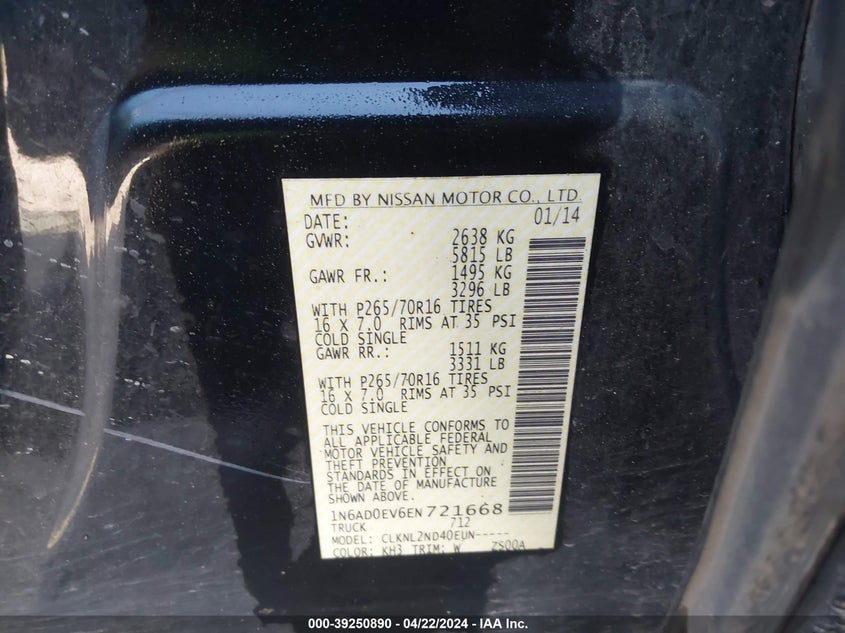 MFD BY NISSAN MOTOR CO., LTD.
DATE: 01/14
GVWR: 2638 KG
5815 LB
GAWR FR.: 1495 KG
3296 LB
WITH P265/70R16 TIRES
16 X 7.0 RIMS AT 35 PSI
COLD SINGLE
GAWR RR.: 1511 KG
3331 LB
WITH P265/70R16 TIRES
16 X 7.0 RIMS AT 35 PSI
COLD SINGLE
THIS VEHICLE CONFORMS TO
ALL APPLICABLE FEDERAL
MOTOR VEHICLE SAFETY AND
THEFT PREVENTION
STANDARDS IN EFFECT ON
THE DATE OF MANUFACTURE
SHOWN ABOVE.
1N6AD0EV6EN721668
TRUCK 712
MODEL: CLKNL2ND40EUN-----
COLOR: KH3 TRIM: W ZS00A
000-39250890 - 04/22/2024 - IAA Inc.